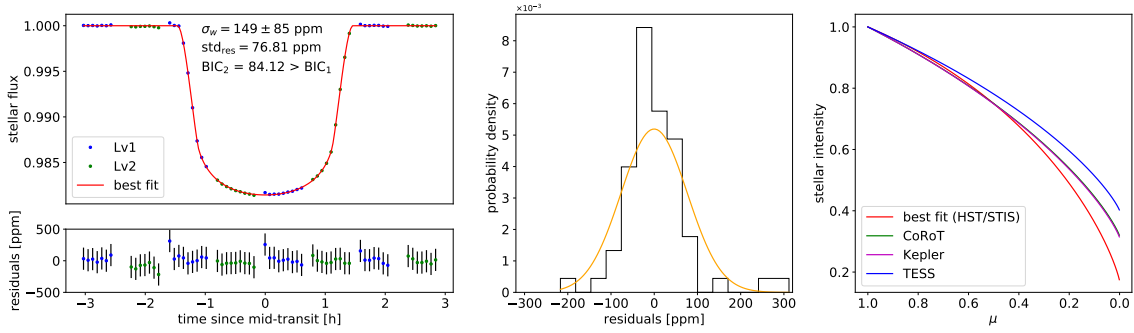 1.000
0.995
0.990
0.985
stellar flux
σ_w = 149 ± 85 ppm
std_res = 76.81 ppm
BIC₂ = 84.12 > BIC₁
Lv1
Lv2
best fit
500
0
−500
residuals [ppm]
−3 −2 −1 0 1 2 3
time since mid-transit [h]
1e−3
8
7
6
5
4
3
2
1
0
probability density
−300 −200 −100 0 100 200 300
residuals [ppm]
1.0
0.8
0.6
0.4
0.2
stellar intensity
best fit (HST/STIS)
CoRoT
Kepler
TESS
1.0 0.8 0.6 0.4 0.2 0.0
μ